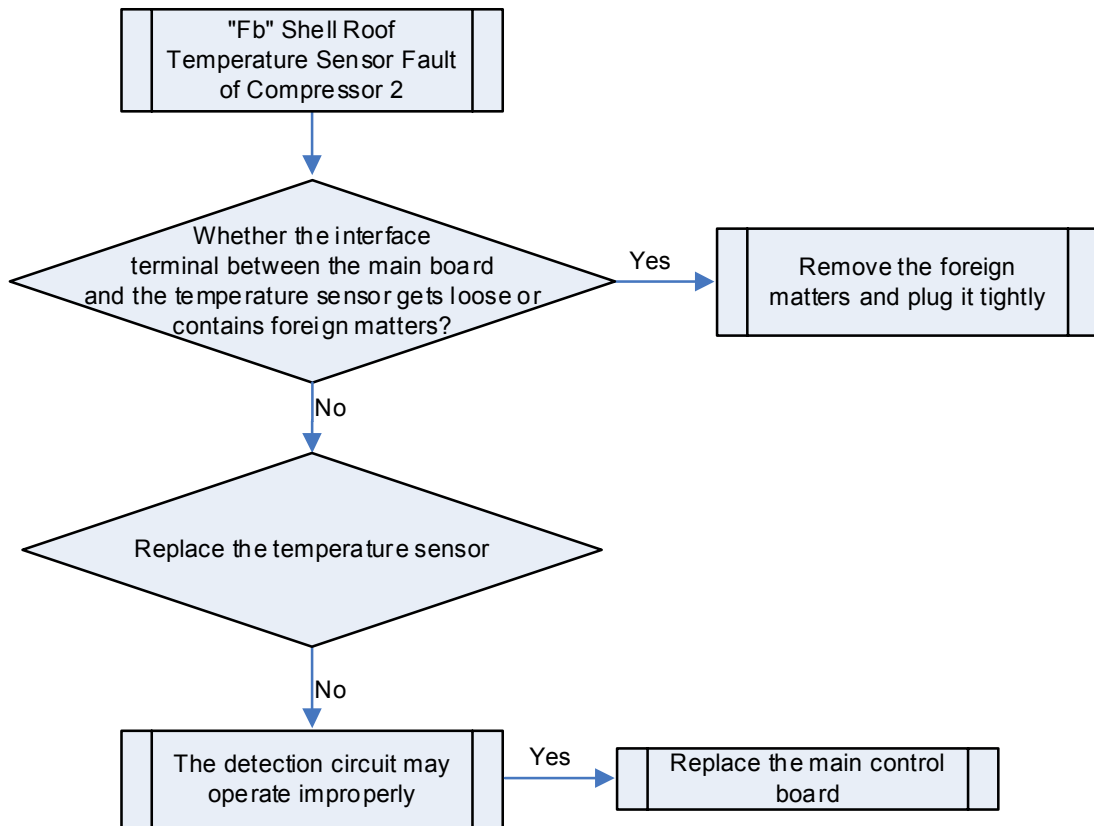 "Fb" Shell Roof
Temperature Sensor Fault
of Compressor 2
Whether the interface
terminal between the main board
and the temperature sensor gets loose or
contains foreign matters?
Yes
Remove the foreign
matters and plug it tightly
No
Replace the temperature sensor
No
The detection circuit may
operate improperly
Yes
Replace the main control
board